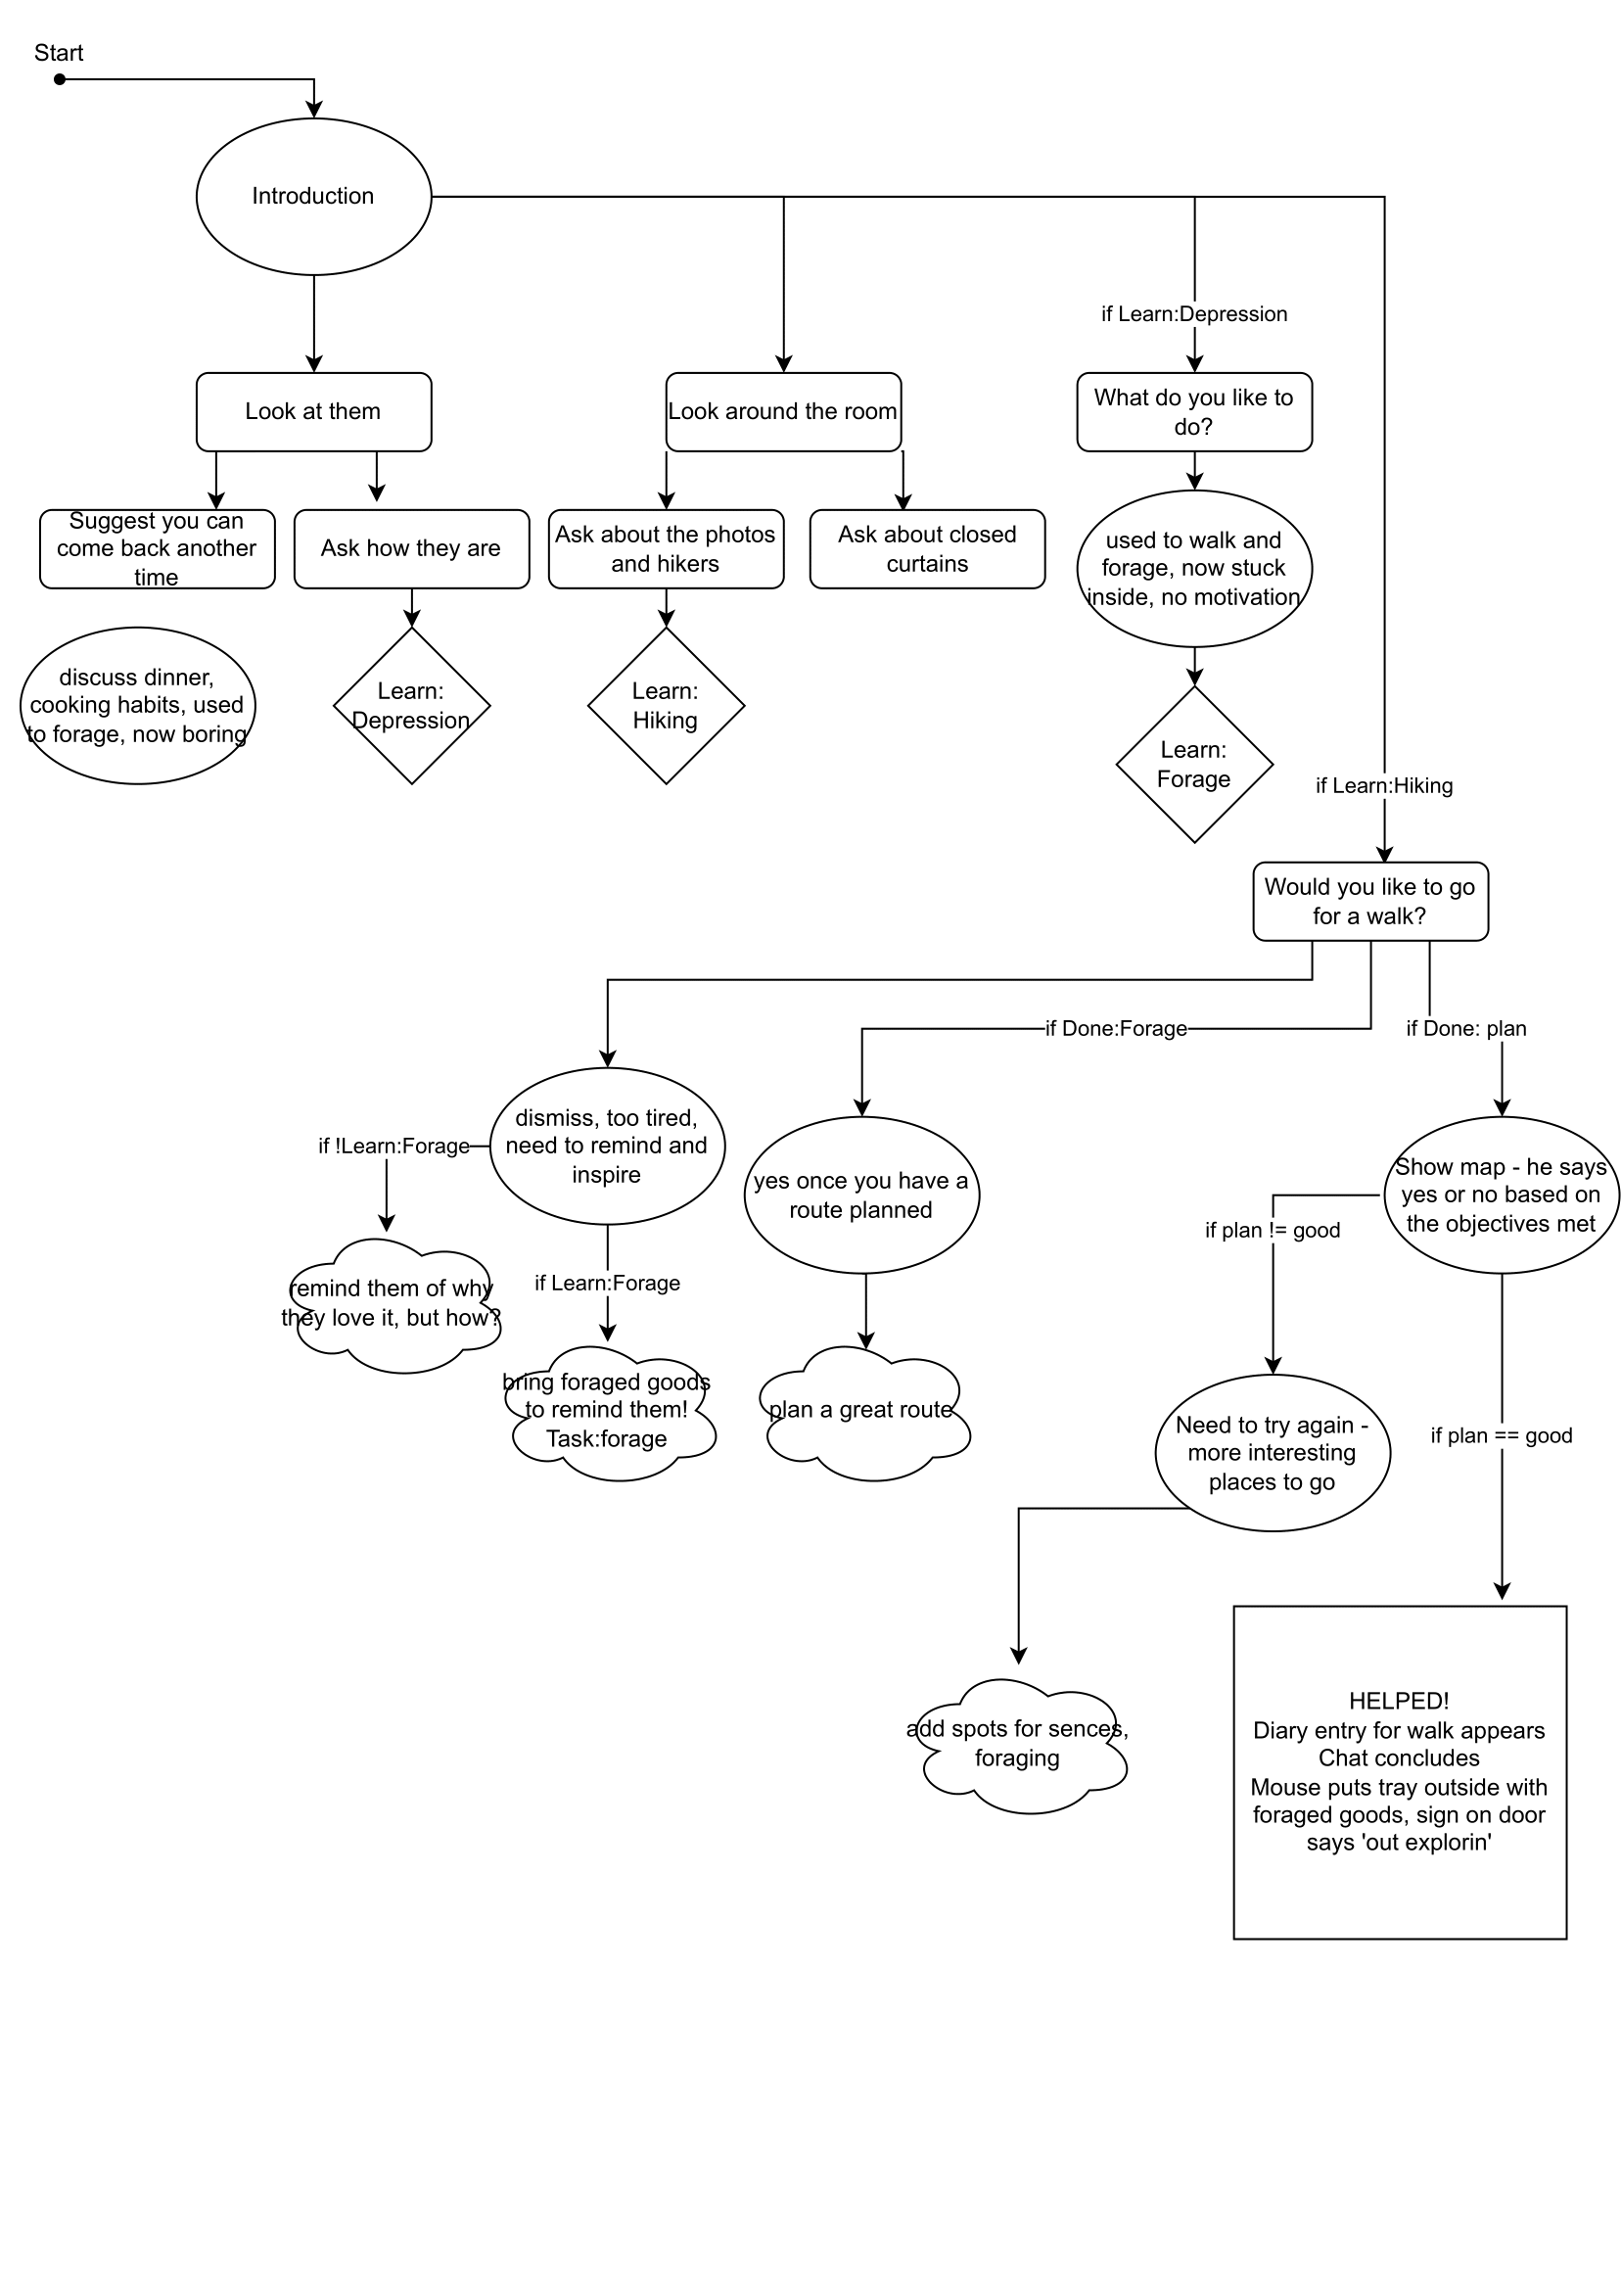 Start
Introduction
if Learn:Depression
Look at them
Look around the room
What do you like to
do?
Suggest you can
come back another
time
Ask how they are
Ask about the photos
and hikers
Ask about closed
curtains
used to walk and
forage, now stuck
inside, no motivation
discuss dinner,
cooking habits, used
to forage, now boring
Learn:
Depression
Learn:
Hiking
Learn:
Forage
if Learn:Hiking
Would you like to go
for a walk?
if Done:Forage
if Done: plan
dismiss, too tired,
need to remind and
inspire
if !Learn:Forage
yes once you have a
route planned
Show map - he says
yes or no based on
the objectives met
if plan != good
remind them of why
they love it, but how?
if Learn:Forage
bring foraged goods
to remind them!
Task:forage
plan a great route
Need to try again -
more interesting
places to go
if plan == good
add spots for sences,
foraging
HELPED!
Diary entry for walk appears
Chat concludes
Mouse puts tray outside with
foraged goods, sign on door
says 'out explorin'